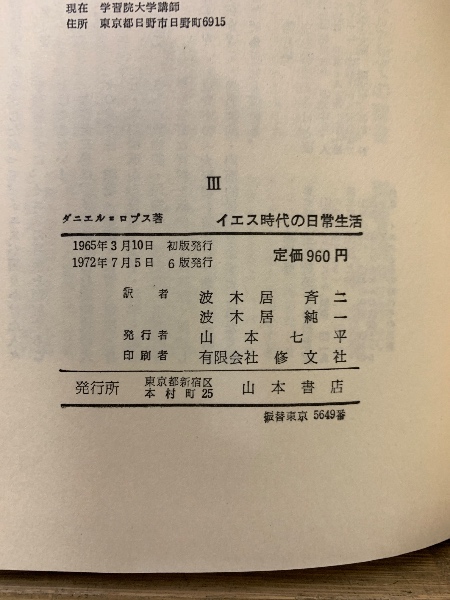 現在 学習院大学講師
住所 東京都日野市日野町6915
III
ダニエル=ロプス著 イエス時代の日常生活
1965年3月10日 初版発行
1972年7月5日 6版発行 定価960円
訳者 波木居斉二
波木居純一
発行者 山本七平
印刷者 有限会社 修文社
発行所 東京都新宿区本村町25 山本書店
振替東京 5649番